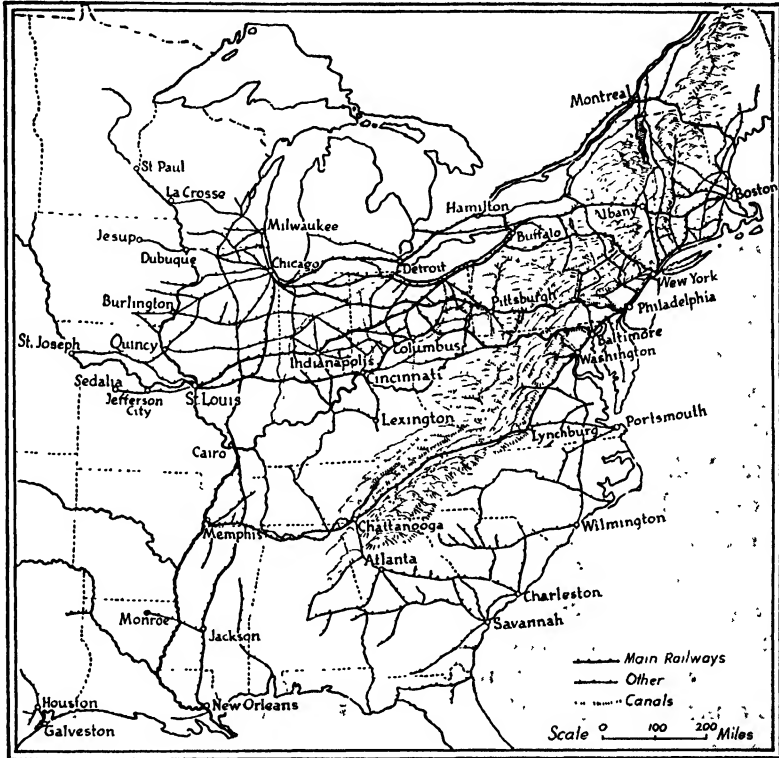 Montreal
St Paul
La Crosse
Boston
Hamilton
Albany
Milwaukee
Buffalo
Jesup
Dubuque
Chicago
Detroit
New York
Burlington
Pittsburgh
Philadelphia
Baltimore
St. Joseph
Quincy
Columbus
Indianapolis
Washington
Sedalia
Cincinnati
Jefferson
City
St. Louis
Lexington
Portsmouth
Lynchburg
Cairo
Memphis
Chattanooga
Wilmington
Atlanta
Charleston
Monroe
Savannah
Jackson
Main Railways
Other "
Canals
Houston
New Orleans
Galveston
Scale 0 100 200 Miles